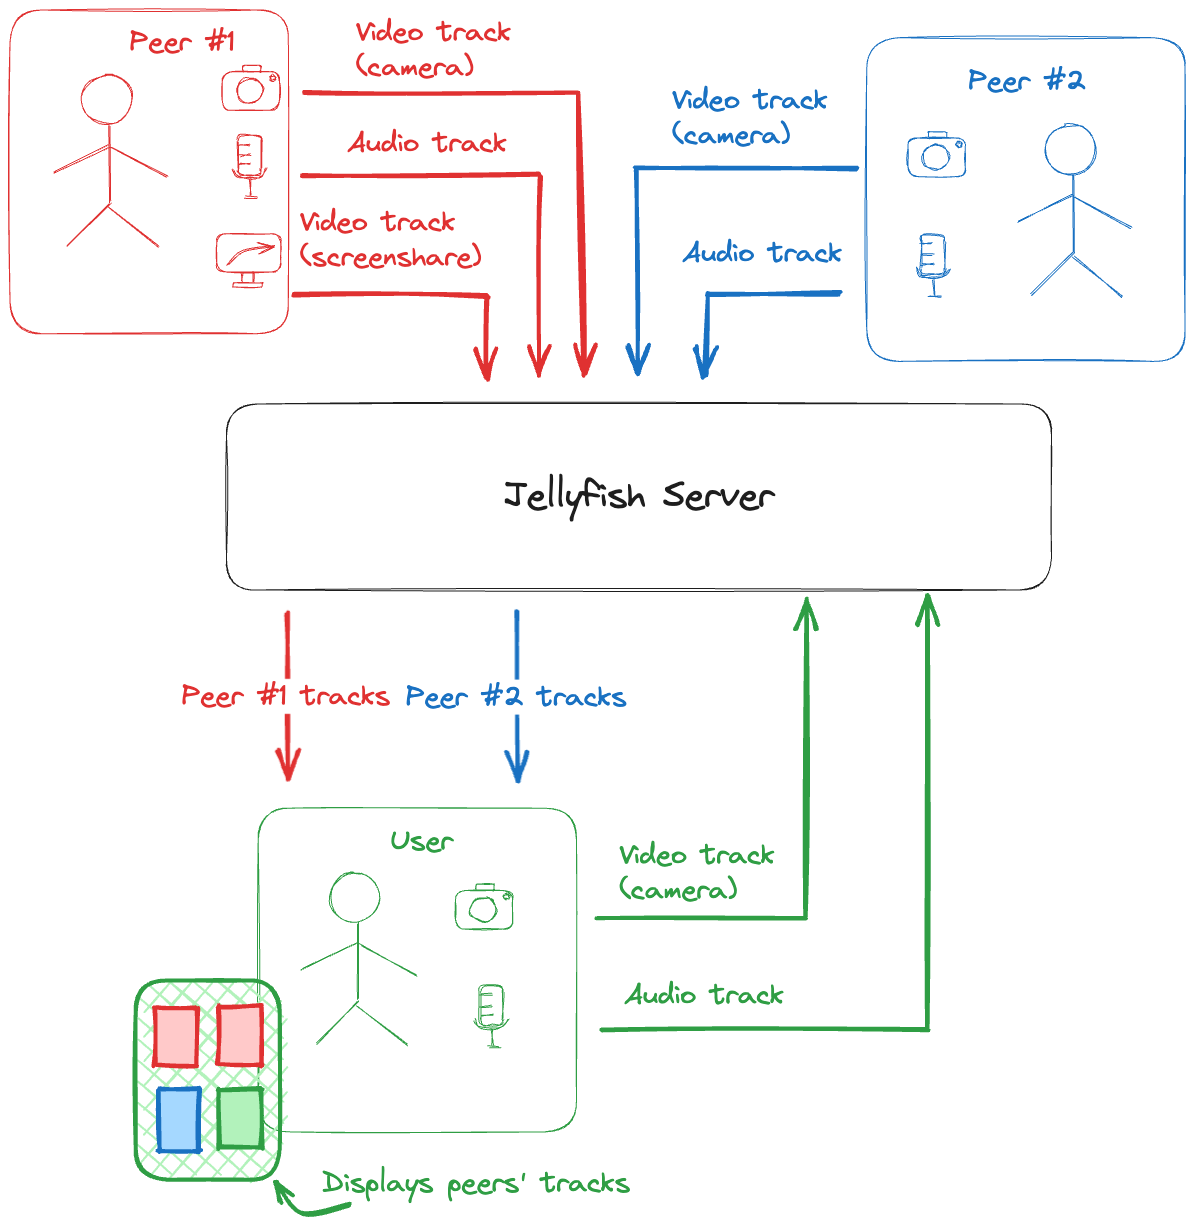 Peer #1
Video track
(camera)
Audio track
Video track
(screenshare)
Peer #2
Video track
(camera)
Audio track
Jellyfish Server
Peer #1 tracks
Peer #2 tracks
User
Video track
(camera)
Audio track
Displays peers' tracks